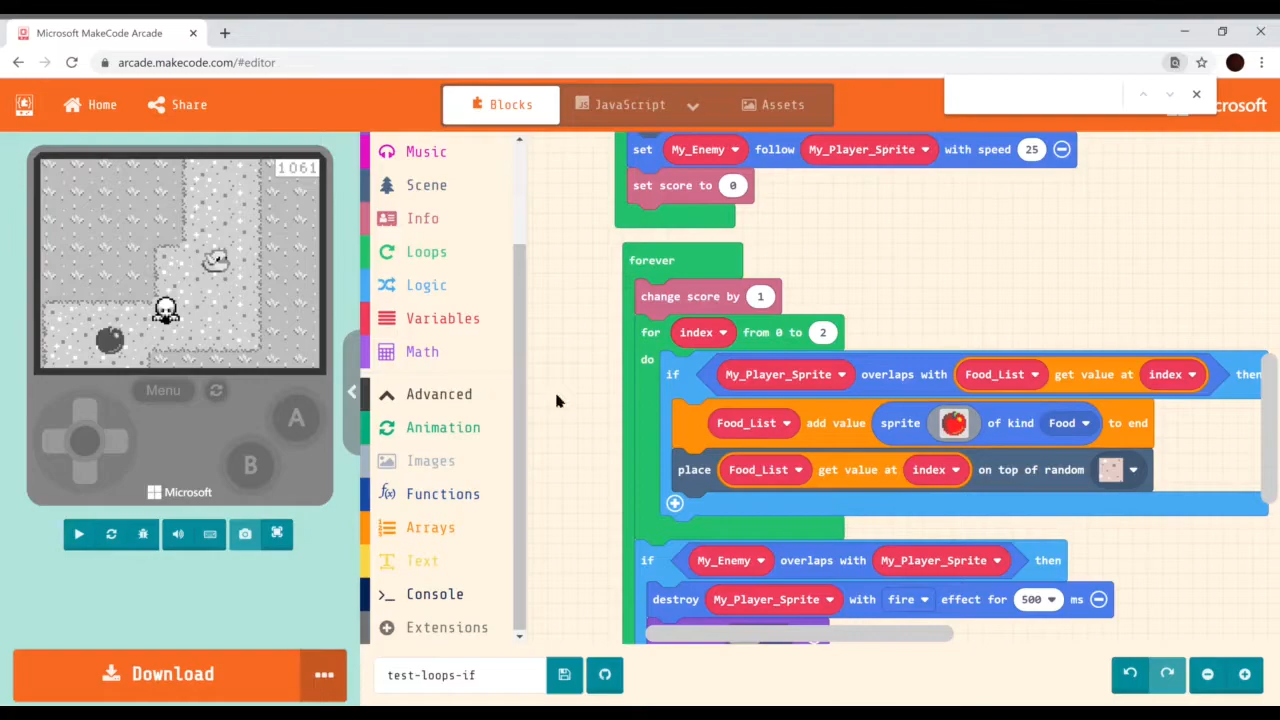 Microsoft MakeCode Arcade
arcade.makecode.com/#editor
Home
Share
Blocks
JavaScript
Assets
crosoft
1061
Menu
A
B
Microsoft
Download
Music
Scene
Info
Loops
Logic
Variables
Math
Advanced
Animation
Images
Functions
Arrays
Text
Console
Extensions
set My_Enemy follow My_Player_Sprite with speed 25
set score to 0
forever
change score by 1
for index from 0 to 2
do
if My_Player_Sprite overlaps with Food_List get value at index then
Food_List add value sprite of kind Food to end
place Food_List get value at index on top of random
if My_Enemy overlaps with My_Player_Sprite then
destroy My_Player_Sprite with fire effect for 500 ms
test-loops-if